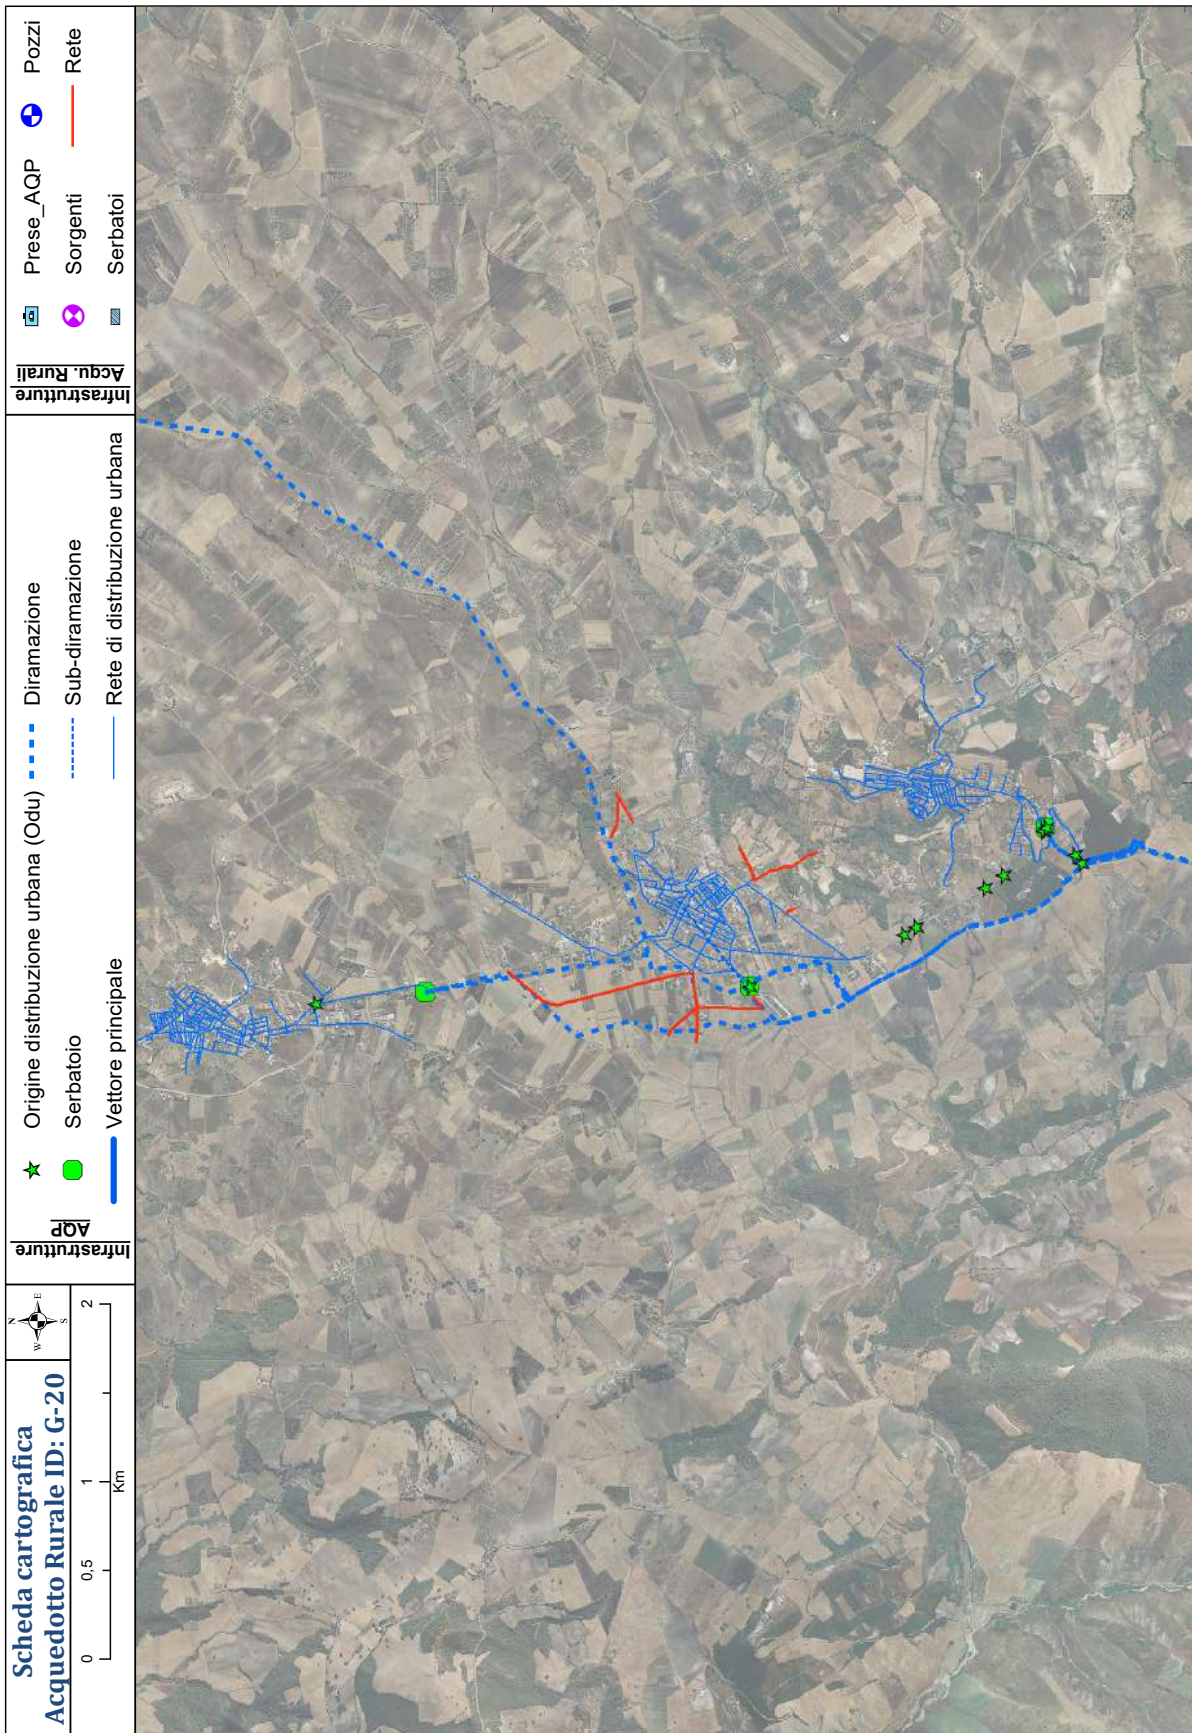 Scheda cartografica
Acquedotto Rurale ID: G-20
N
W
E
S
0
0,5
1
2
Km
Infrastrutture
AQP
Origine distribuzione urbana (Odu)
Serbatoio
Vettore principale
Diramazione
Sub-diramazione
Rete di distribuzione urbana
Infrastrutture
Acqu. Rurali
Prese_AQP
Sorgenti
Serbatoi
Pozzi
Rete